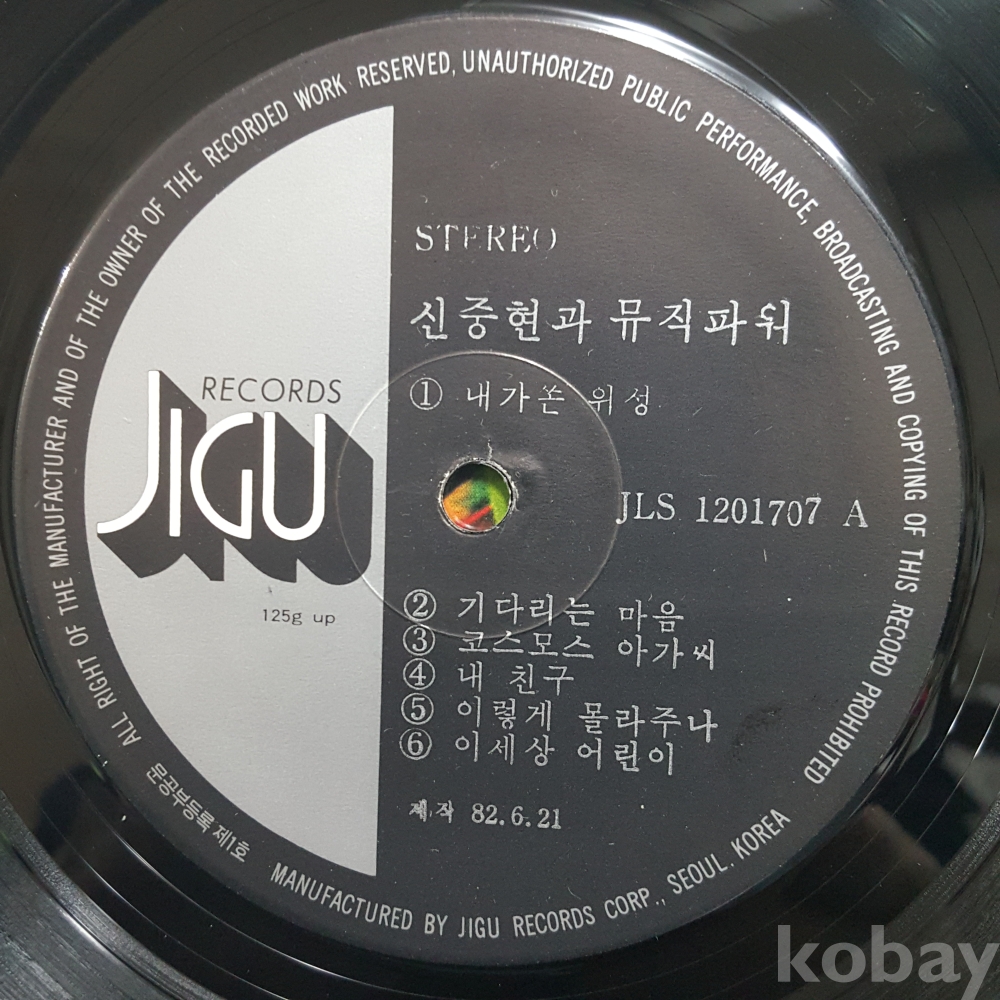 ALL RIGHT OF THE MANUFACTURER AND OF THE OWNER OF THE RECORDED WORK RESERVED, UNAUTHORIZED PUBLIC PERFORMANCE, BROADCASTING AND COPYING OF THIS RECORD PROHIBITED
STEREO
신중현과 뮤직파워
① 내가쏜 위성
RECORDS
JIGU
125g up
JLS 1201707 A
② 기다리는 마음
③ 코스모스 아가씨
④ 내 친구
⑤ 이렇게 몰라주나
⑥ 이세상 어린이
제작 82.6.21
문공부등록 제1호
MANUFACTURED BY JIGU RECORDS CORP., SEOUL. KOREA
kobay